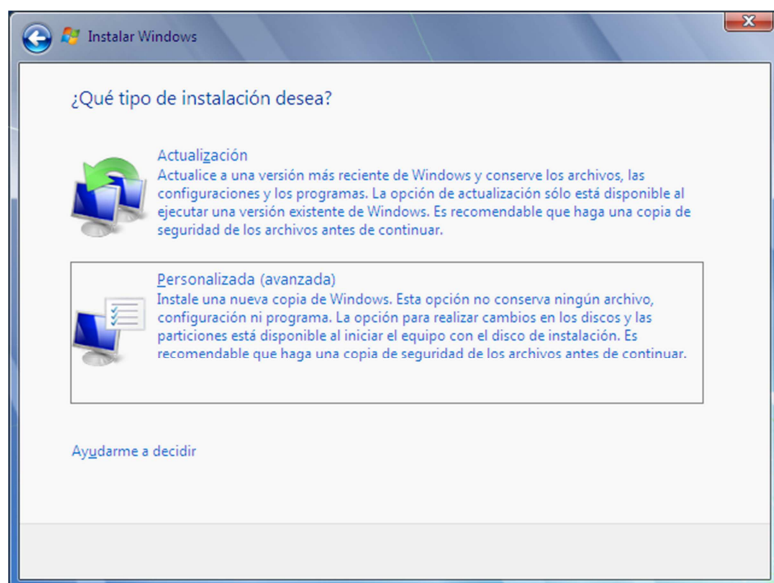 Instalar Windows
¿Qué tipo de instalación desea?
Actualización
Actualice a una versión más reciente de Windows y conserve los archivos, las
configuraciones y los programas. La opción de actualización sólo está disponible al
ejecutar una versión existente de Windows. Es recomendable que haga una copia de
seguridad de los archivos antes de continuar.
Personalizada (avanzada)
Instale una nueva copia de Windows. Esta opción no conserva ningún archivo,
configuración ni programa. La opción para realizar cambios en los discos y las
particiones está disponible al iniciar el equipo con el disco de instalación. Es
recomendable que haga una copia de seguridad de los archivos antes de continuar.
Ayudarme a decidir